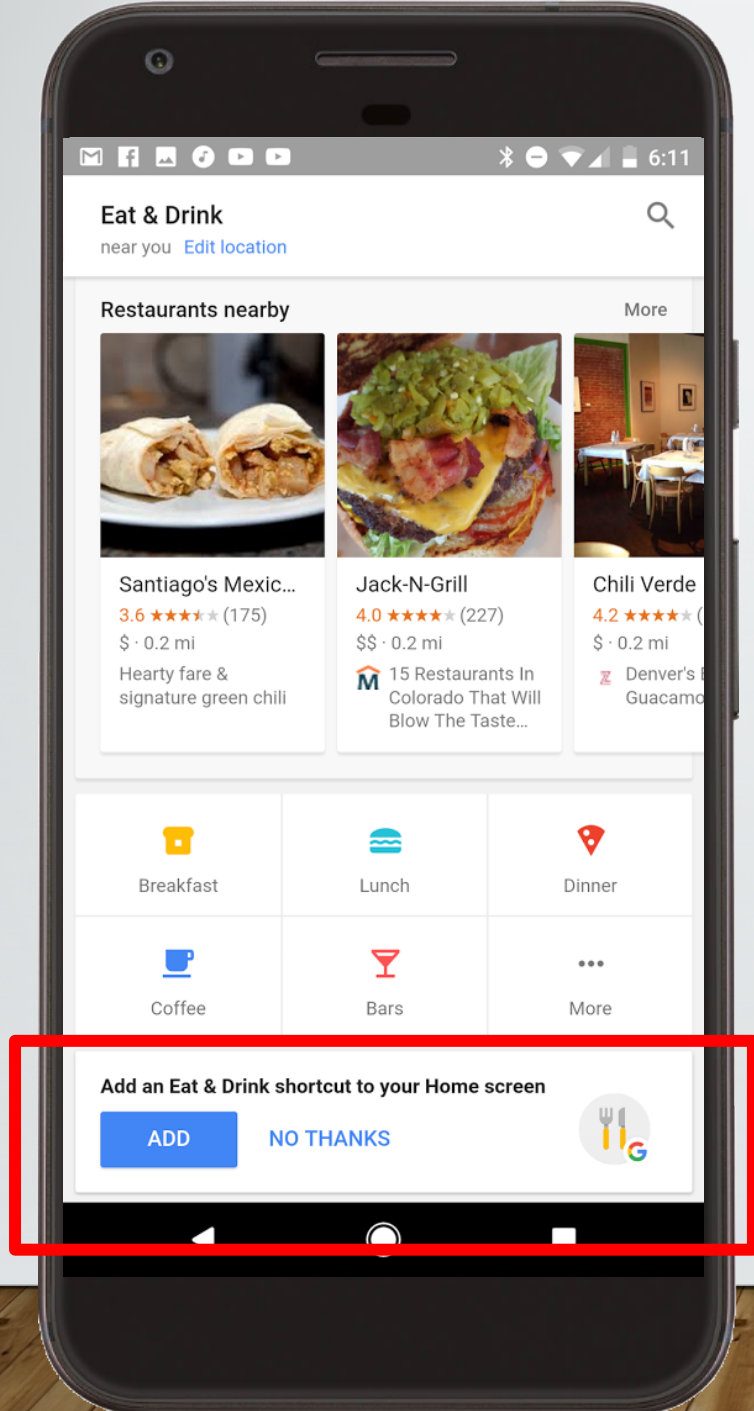 6:11
Eat & Drink
near you Edit location
Restaurants nearby More
Santiago's Mexic...
3.6 (175)
$ · 0.2 mi
Hearty fare &
signature green chili
Jack-N-Grill
4.0 (227)
$$ · 0.2 mi
15 Restaurants In
Colorado That Will
Blow The Taste...
Chili Verde
4.2 (
$ · 0.2 mi
Denver's
Breakfast Lunch Dinner
Coffee Bars More
Add an Eat & Drink shortcut to your Home screen
ADD NO THANKS